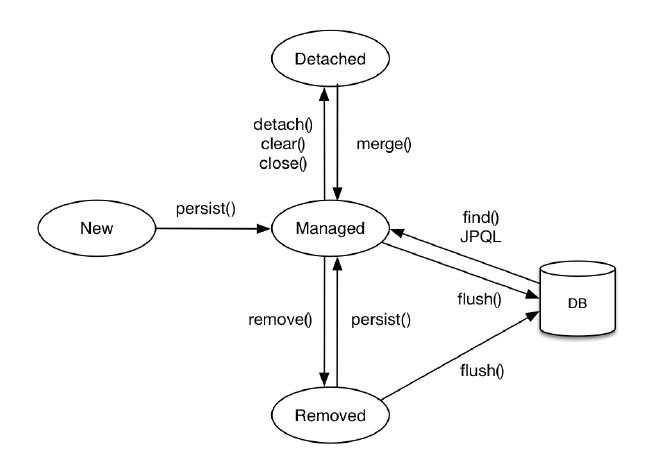 Detached
detach()
clear()
close()
merge()
persist()
New
Managed
find()
JPQL
flush()
DB
remove()
persist()
flush()
Removed